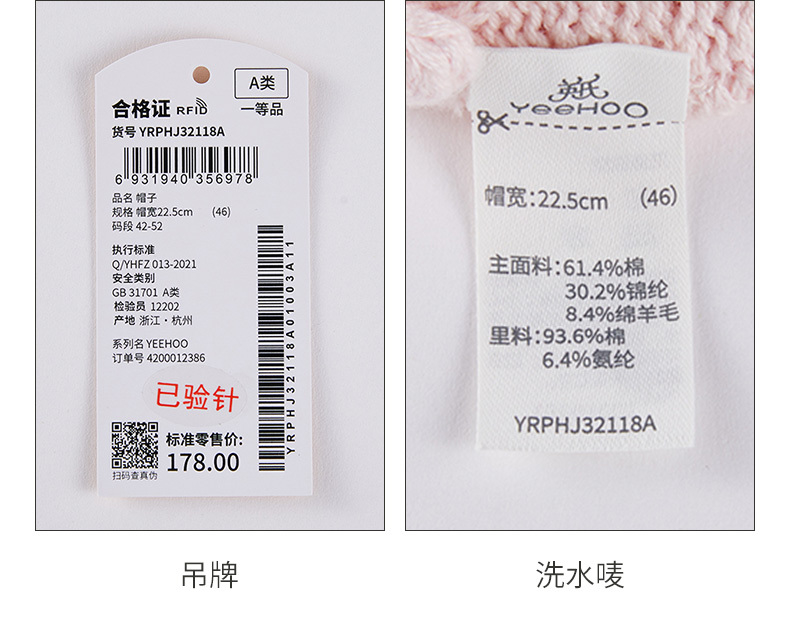 A类
合格证 RFID
一等品
货号 YRPHJ32118A
6 931940 356978
品名 帽子
规格 帽宽22.5cm (46)
码段 42-52
执行标准
Q/YHFZ 013-2021
安全类别
GB 31701 A类
检验员 12202
产地 浙江·杭州
系列名 YEEHOO
订单号 4200012386
已验针
标准零售价:
178.00
扫码查真伪
YRPHJ32118A01003A11
吊牌
英氏
YeeHOO
帽宽:22.5cm (46)
主面料:61.4%棉
30.2%锦纶
8.4%绵羊毛
里料:93.6%棉
6.4%氨纶
YRPHJ32118A
洗水唛